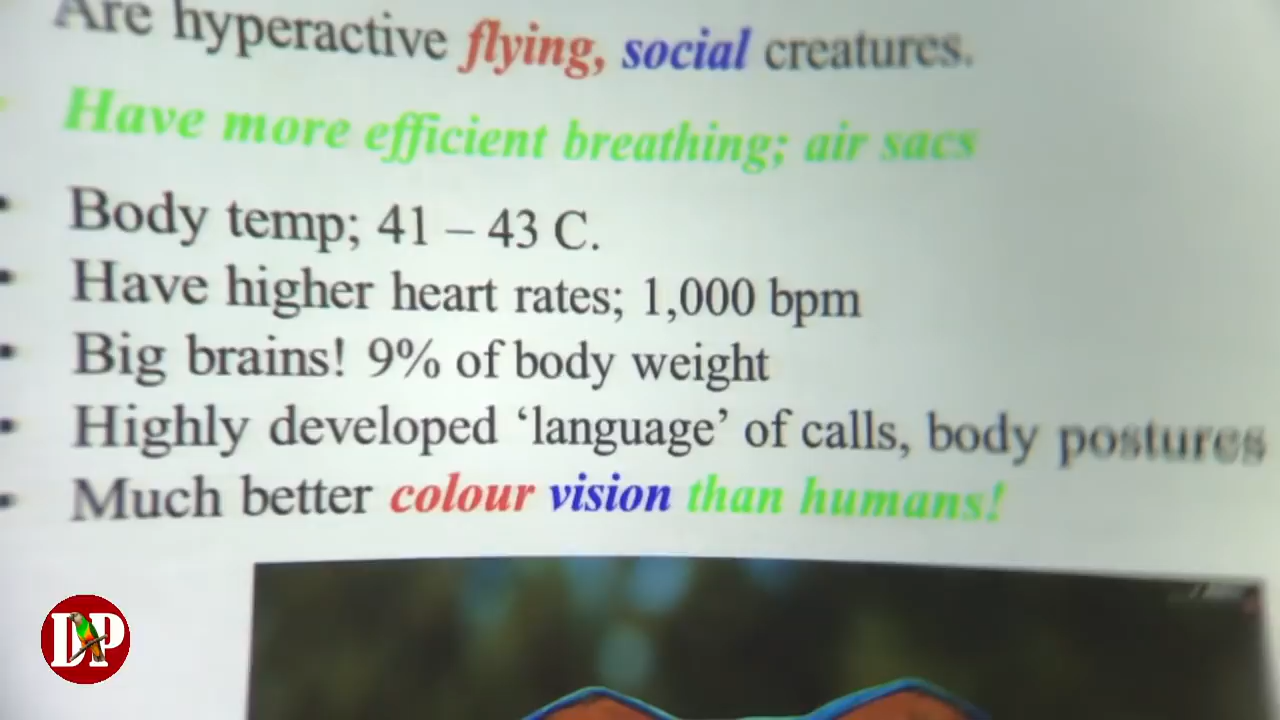 Are hyperactive flying, social creatures.
Have more efficient breathing; air sacs
• Body temp; 41 – 43 C.
• Have higher heart rates; 1,000 bpm
• Big brains! 9% of body weight
• Highly developed ‘language’ of calls, body postures
• Much better colour vision than humans!
DP